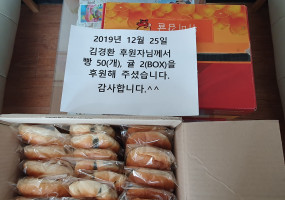 2019년 12월 25일
김경환 후원자님께서
빵 50(개), 귤 2(BOX)을
후원해 주셨습니다.
감사합니다.^^